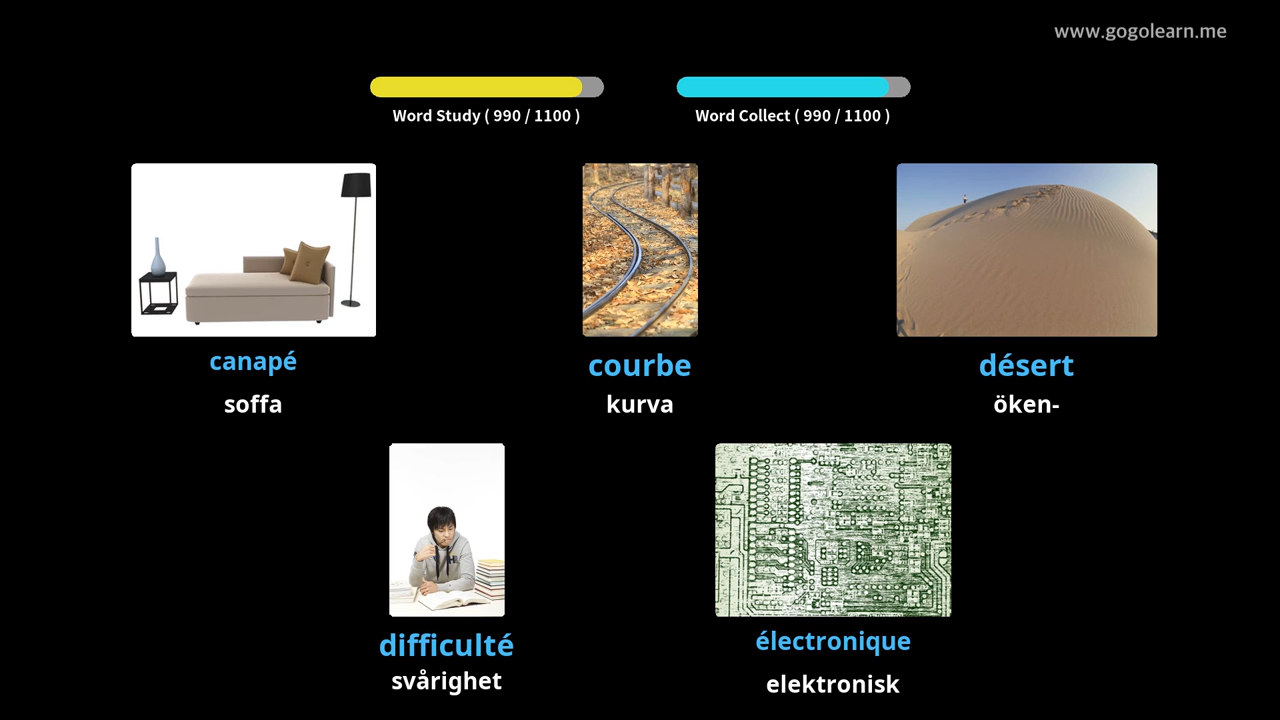 www.gogolearn.me
Word Study ( 990 / 1100 )
Word Collect ( 990 / 1100 )
canapé
soffa
courbe
kurva
désert
öken-
difficulté
svårighet
électronique
elektronisk